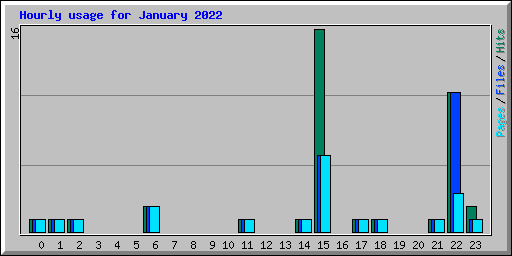 Hourly usage for January 2022
16
Pages/Files/Hits
0 1 2 3 4 5 6 7 8 9 10 11 12 13 14 15 16 17 18 19 20 21 22 23